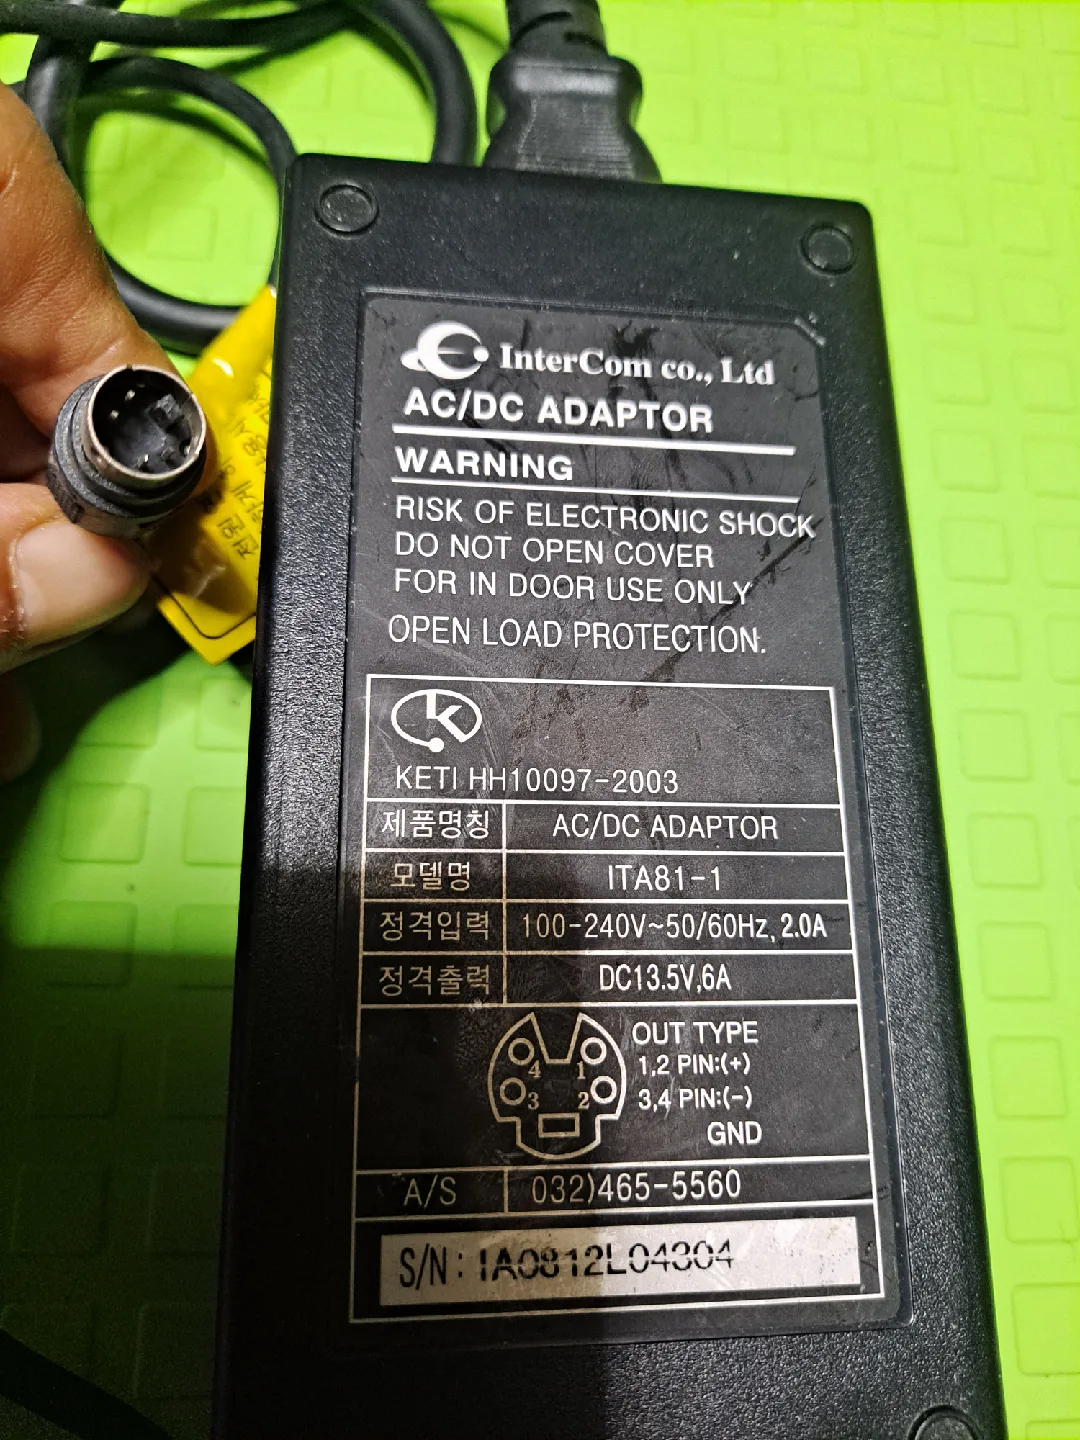 InterCom co., Ltd
AC/DC ADAPTOR
WARNING
RISK OF ELECTRONIC SHOCK
DO NOT OPEN COVER
FOR IN DOOR USE ONLY
OPEN LOAD PROTECTION.
KETI HH10097-2003
제품명칭 AC/DC ADAPTOR
모델명 ITA81-1
정격입력 100-240V~50/60Hz, 2.0A
정격출력 DC13.5V,6A
OUT TYPE
4 1 1,2 PIN:(+)
3 2 3,4 PIN:(-)
GND
A/S 032)465-5560
S/N: IA0812L04304